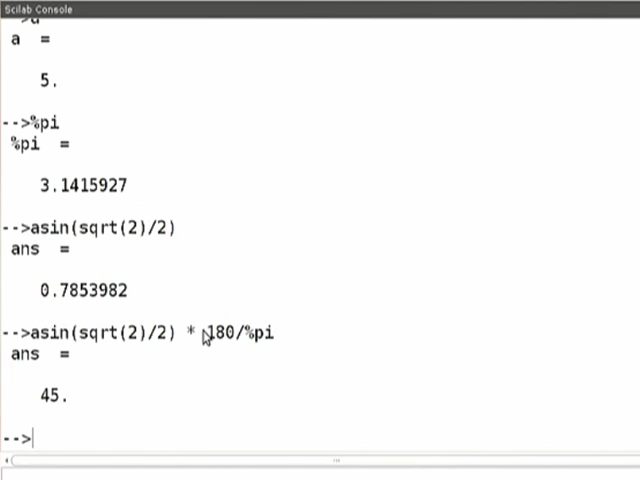 Scilab Console
a  =
5.
-->%pi
%pi  =
3.1415927
-->asin(sqrt(2)/2)
ans  =
0.7853982
-->asin(sqrt(2)/2) * 180/%pi
ans  =
45.
-->